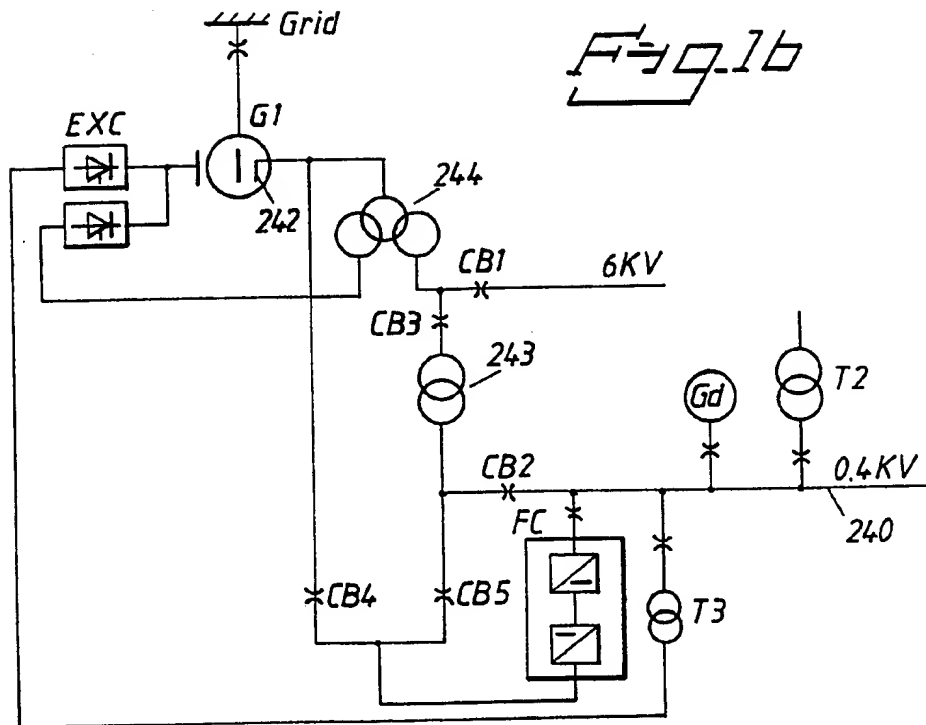 Grid
Fig.1b
G1
EXC
242
244
CB1
6KV
CB3
243
Gd
T2
CB2
0.4KV
FC
240
CB4
CB5
T3